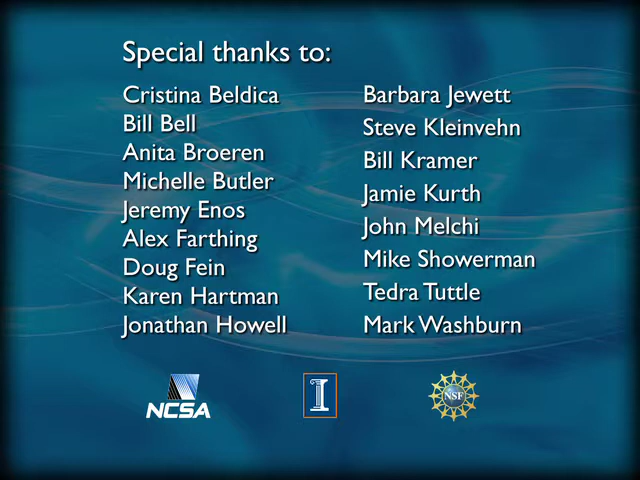 Special thanks to:
Cristina Beldica
Bill Bell
Anita Broeren
Michelle Butler
Jeremy Enos
Alex Farthing
Doug Fein
Karen Hartman
Jonathan Howell
Barbara Jewett
Steve Kleinvehn
Bill Kramer
Jamie Kurth
John Melchi
Mike Showerman
Tedra Tuttle
Mark Washburn
NCSA
I
NSF